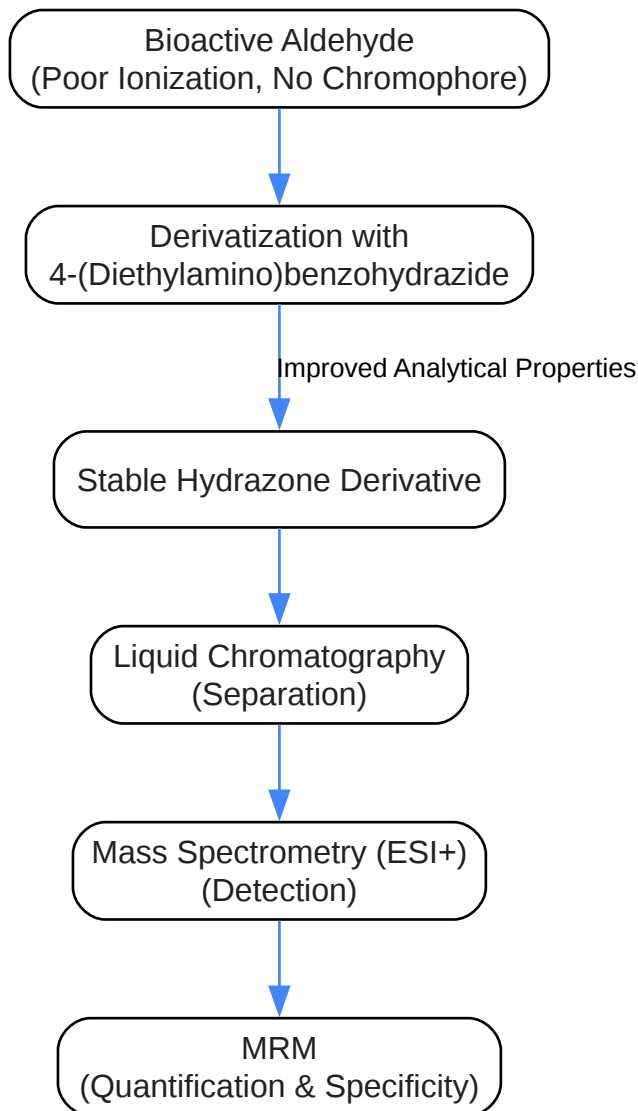 Bioactive Aldehyde
(Poor Ionization, No Chromophore)
Derivatization with
4-(Diethylamino)benzohydrazide
Improved Analytical Properties
Stable Hydrazone Derivative
Liquid Chromatography
(Separation)
Mass Spectrometry (ESI+)
(Detection)
MRM
(Quantification & Specificity)